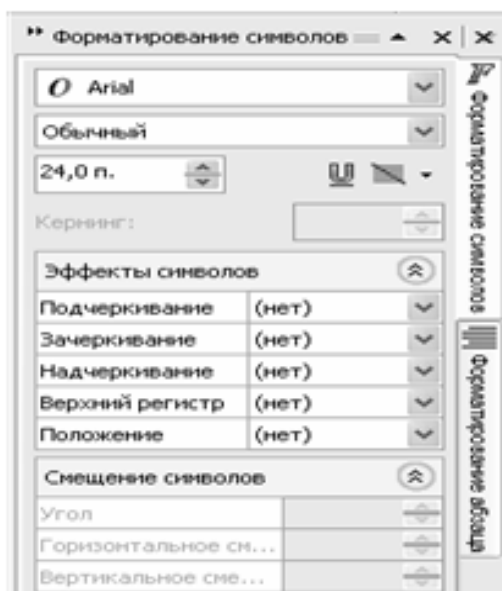 Форматирование символов
O Arial
Обычный
24,0 п.
Кернинг:
Эффекты символов
Подчеркивание (нет)
Зачеркивание (нет)
Надчеркивание (нет)
Верхний регистр (нет)
Положение (нет)
Смещение символов
Угол
Горизонтальное см...
Вертикальное сме...
Форматирование символов
Форматирование абзаца